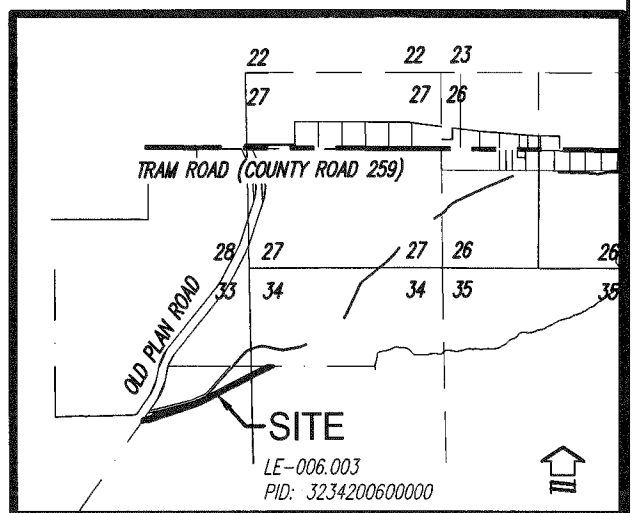 22 22 23
27 27 26
TRAM ROAD (COUNTY ROAD 259)
28 27 27 26 26
33 34 34 35 35
OLD PLAN ROAD
SITE
LE-006.003
PID: 3234200600000